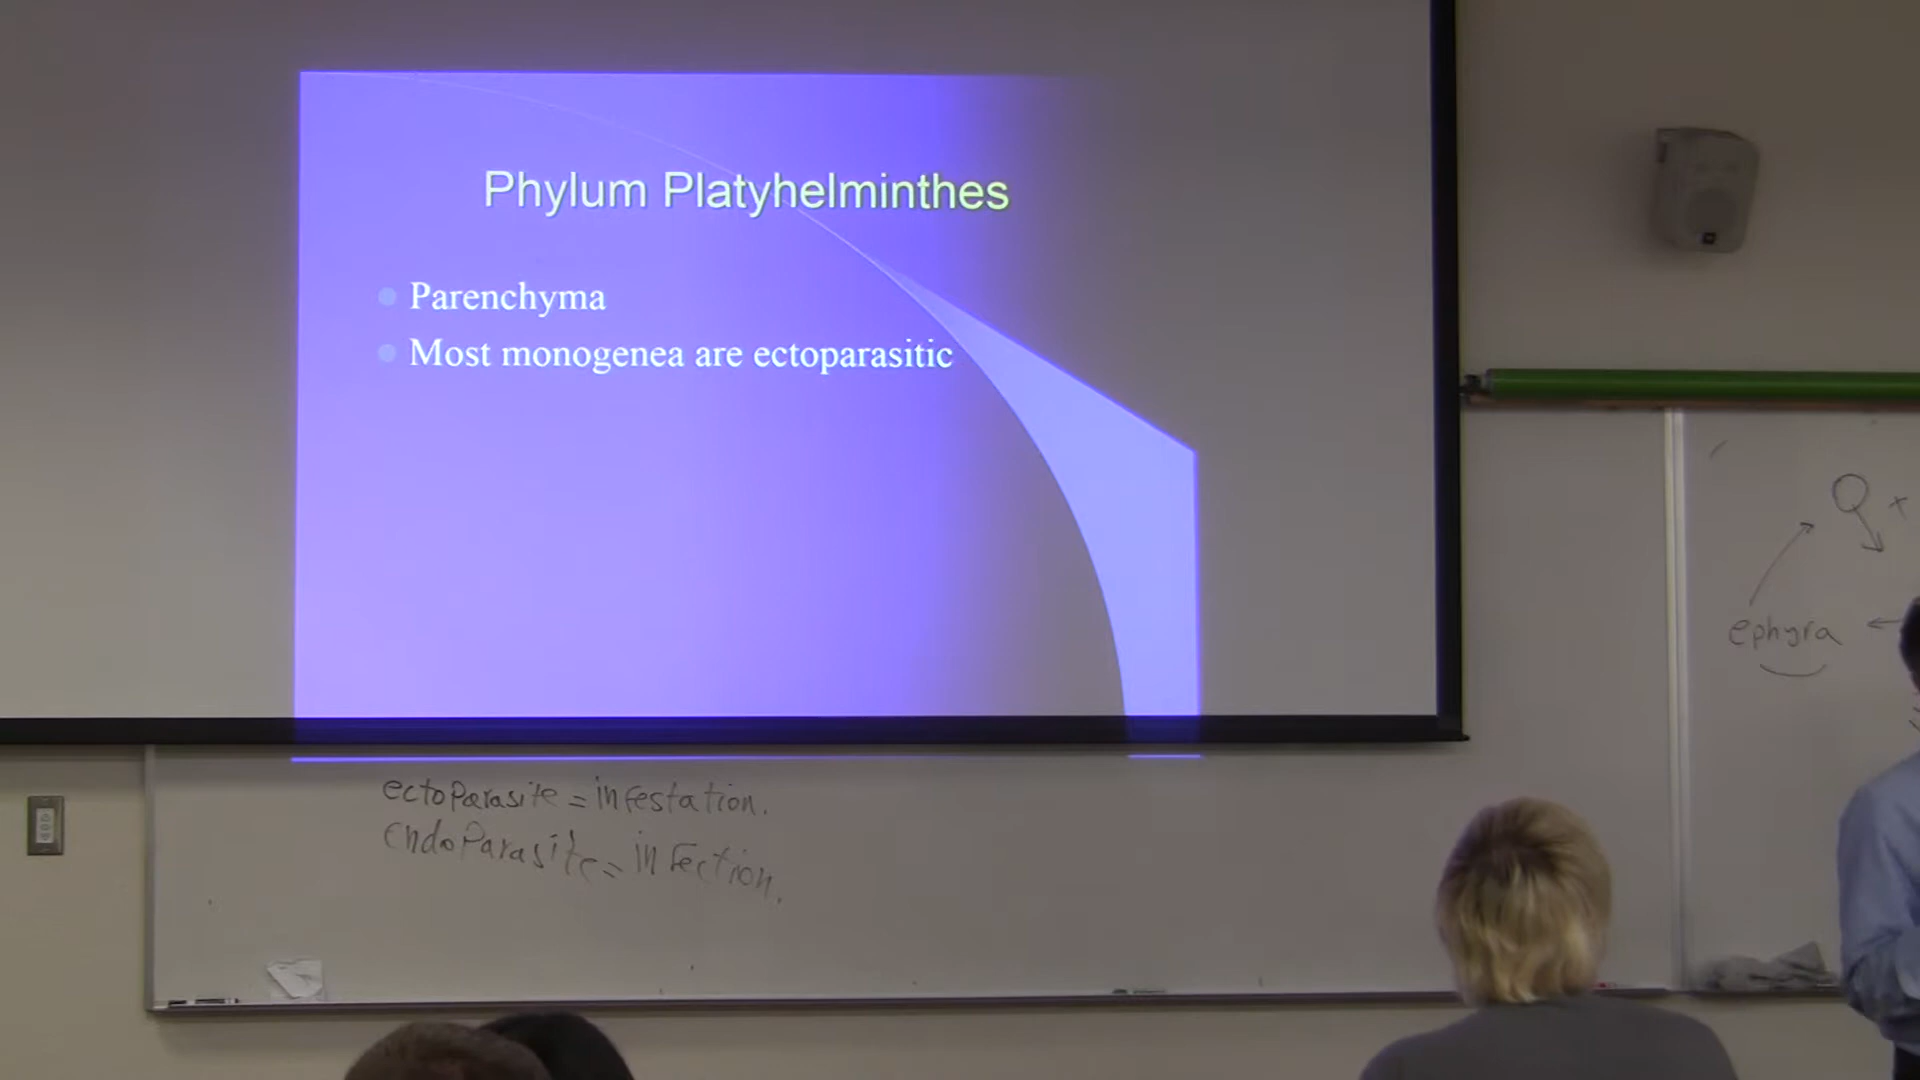 Phylum Platyhelminthes
Parenchyma
Most monogenea are ectoparasitic
ectoParasite = infestation.
EndoParasite = infection.
+
ephyra